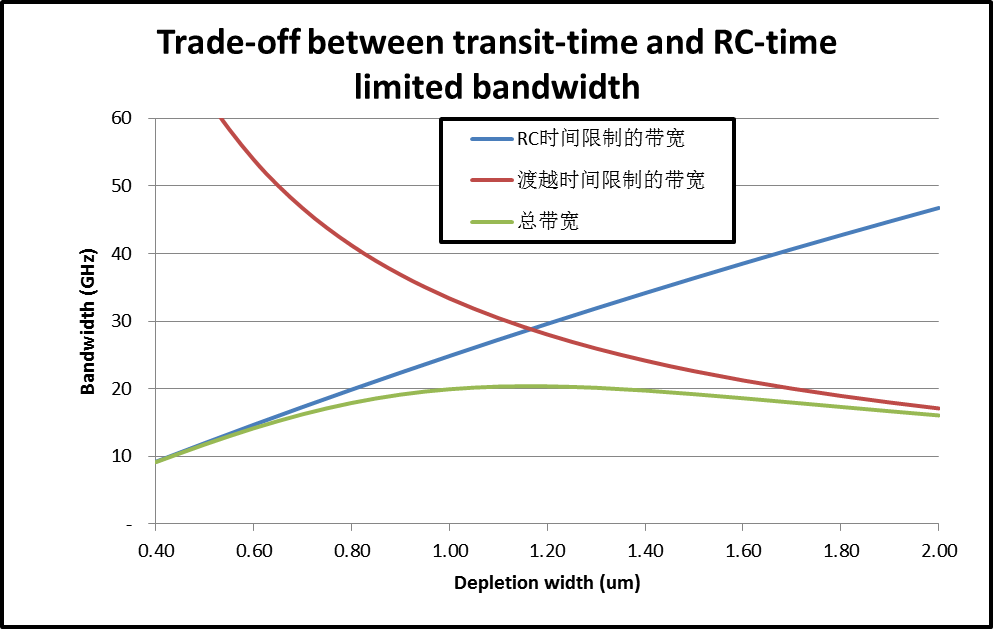 Trade-off between transit-time and RC-time
limited bandwidth
RC时间限制的带宽
渡越时间限制的带宽
总带宽
Bandwidth (GHz)
60
50
40
30
20
10
-
0.40 0.60 0.80 1.00 1.20 1.40 1.60 1.80 2.00
Depletion width (um)